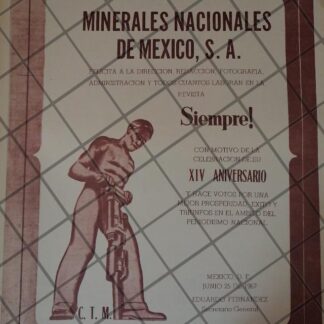 MINERALES NACIONALES
DE MEXICO, S. A.
FELICITA A LA DIRECCION, REDACCION, FOTOGRAFIA,
ADMINISTRACION Y TODOS CUANTOS LABORAN EN LA
REVISTA
Siempre!
CON MOTIVO DE LA
CELEBRACION DE SU
XIV ANIVERSARIO
Y HACE VOTOS POR UNA
MEJOR PROSPERIDAD, EXITO Y
TRIUNFOS EN EL AMBITO DEL
PERIODISMO NACIONAL.
MEXICO, D. F.
JUNIO 25 DE 1967
EDUARDO FERNANDEZ
Secretario General
C. T. M.